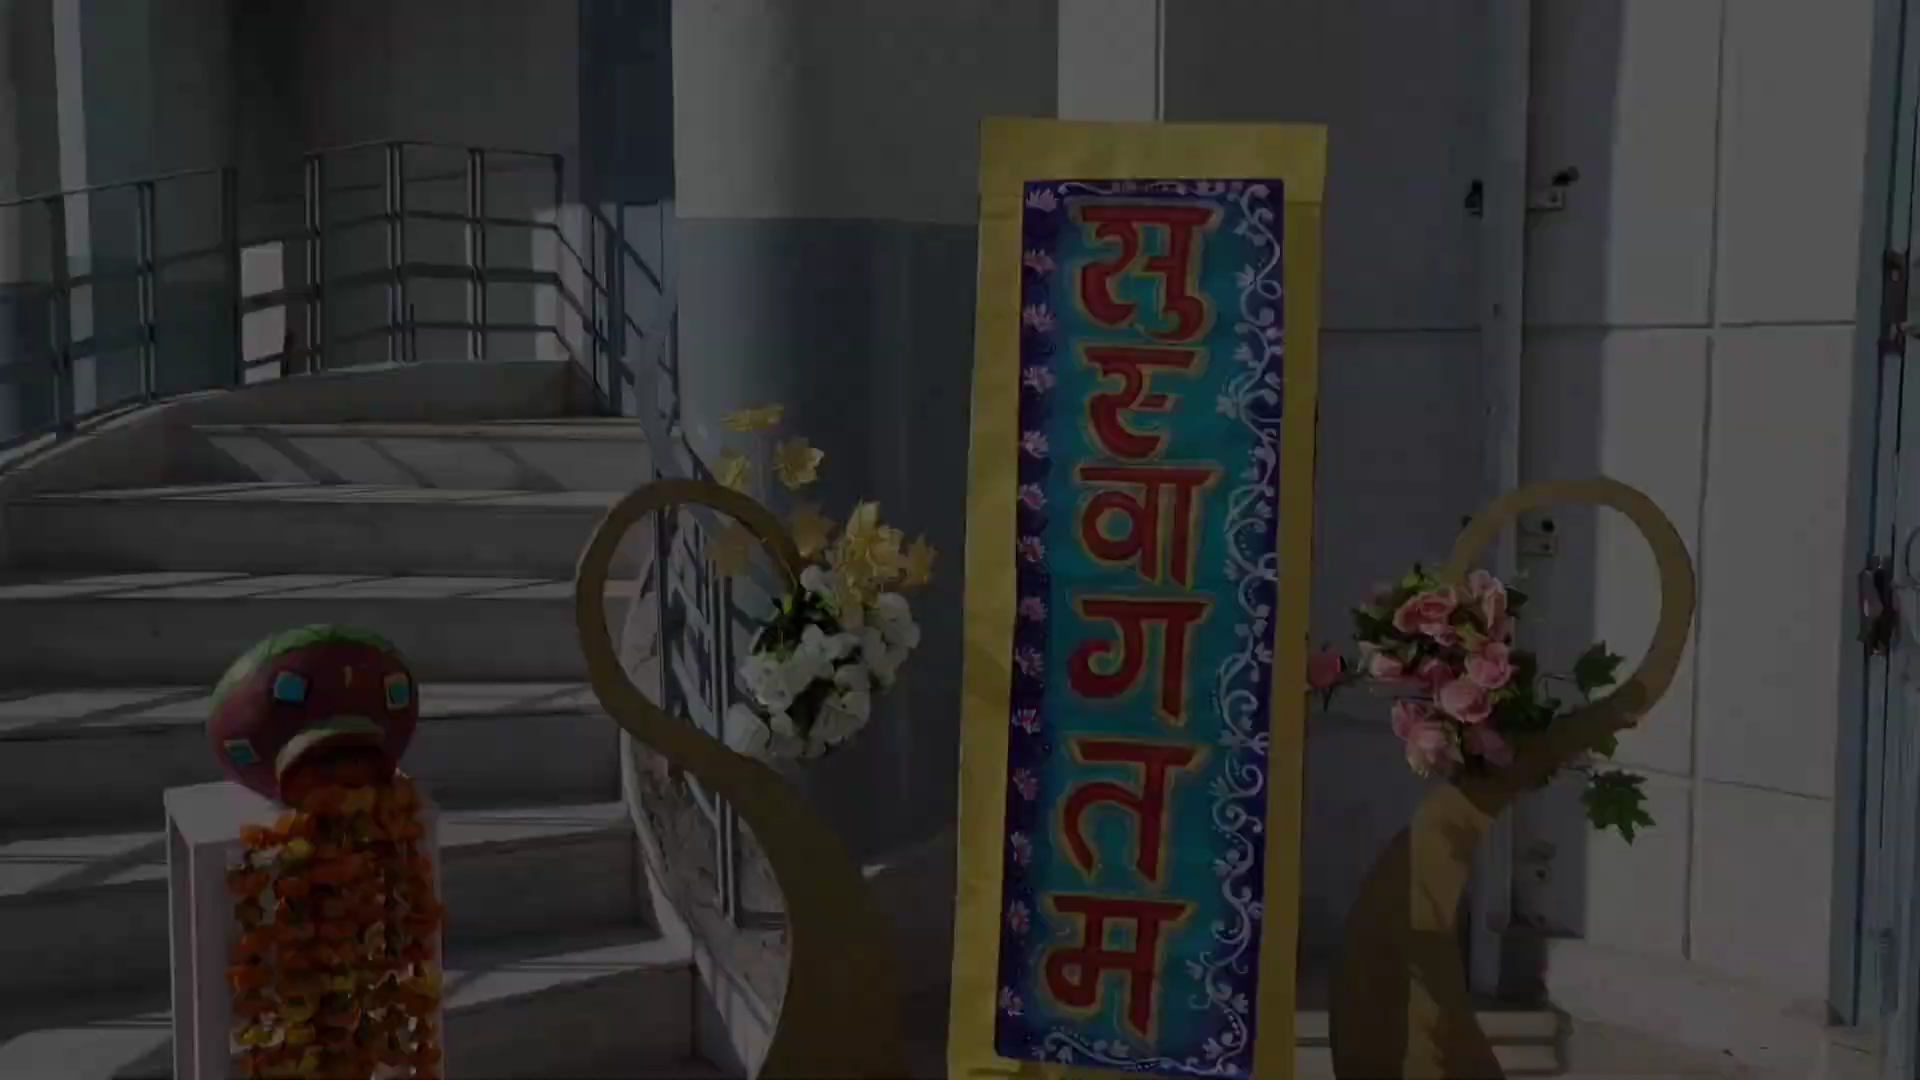 सु
स्
वा
ग
त
म